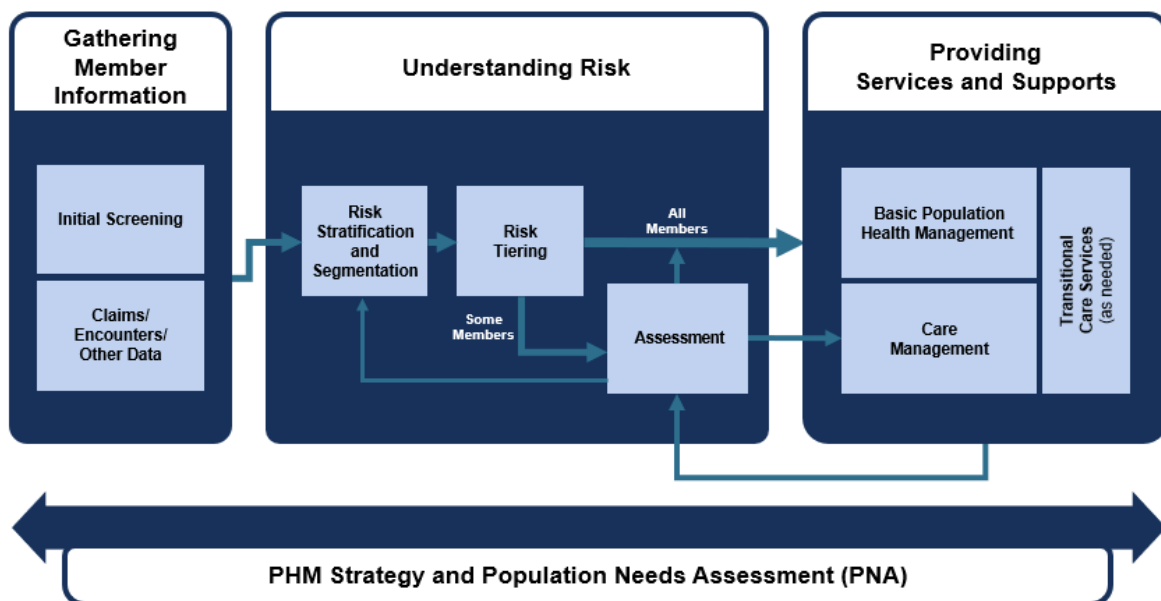 Gathering
Member
Information
Initial Screening
Claims/
Encounters/
Other Data
Understanding Risk
Risk
Stratification
and
Segmentation
Risk
Tiering
All
Members
Some
Members
Assessment
Providing
Services and Supports
Basic Population
Health Management
Care
Management
Transitional
Care Services
(as needed)
PHM Strategy and Population Needs Assessment (PNA)